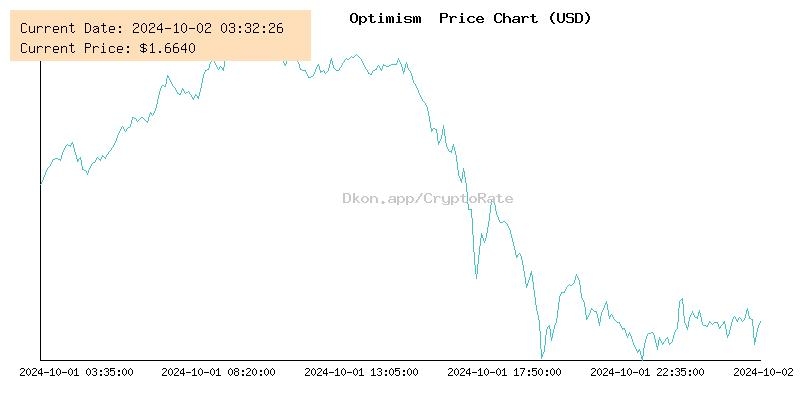 Optimism Price Chart (USD)
Current Date: 2024-10-02 03:32:26
Current Price: $1.6640
Dkon.app/CryptoRate
2024-10-01 03:35:00 2024-10-01 08:20:00 2024-10-01 13:05:00 2024-10-01 17:50:00 2024-10-01 22:35:00 2024-10-02